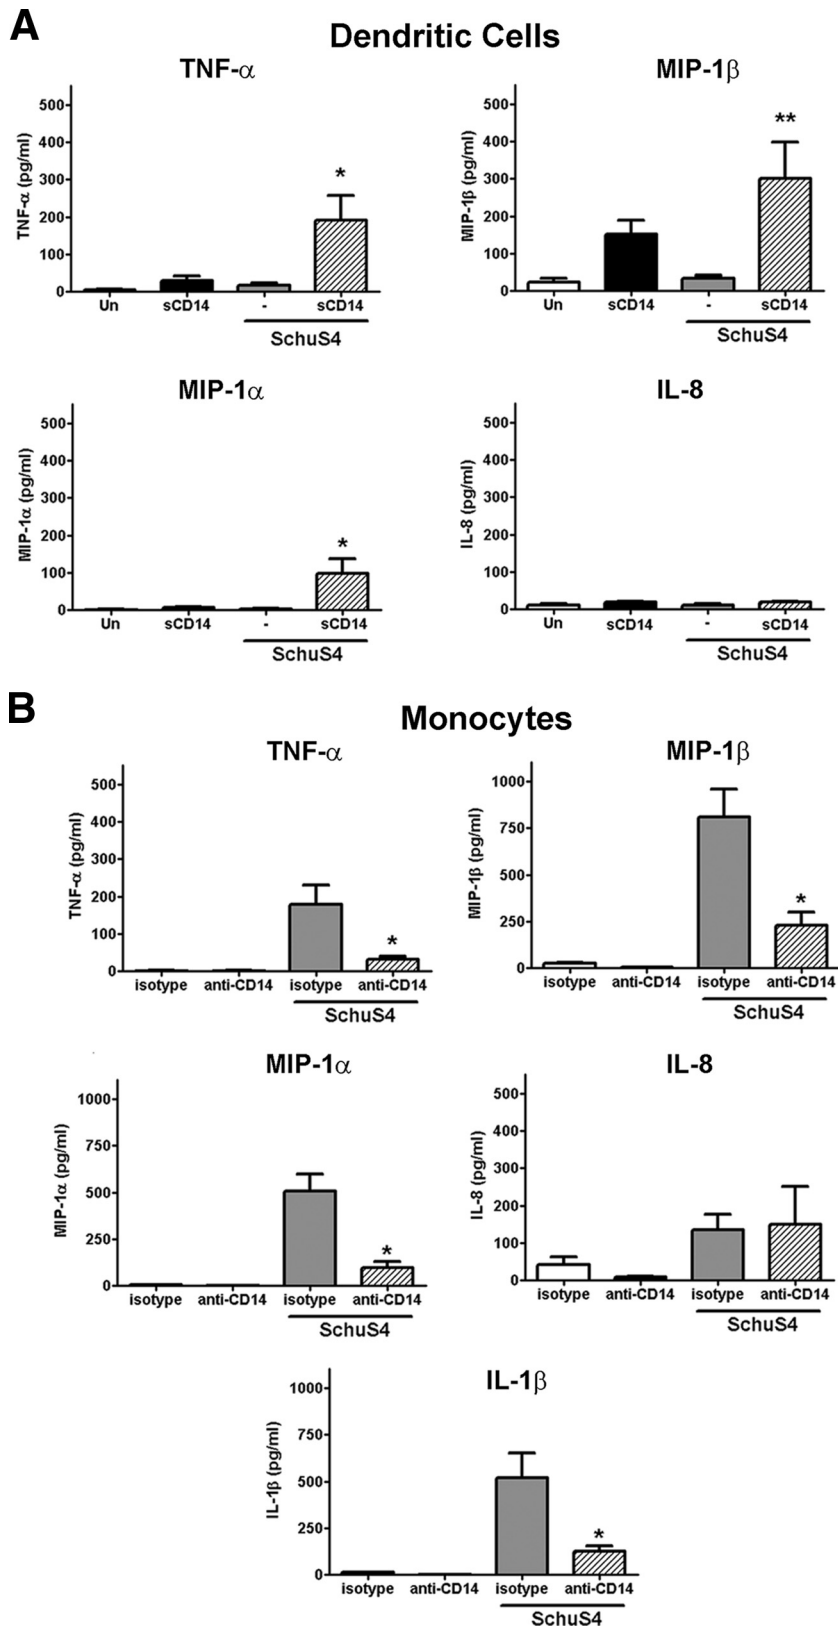 A
Dendritic Cells
TNF-α
TNF-α (pg/ml)
500
400
300
200
100
0
*
Un sCD14 - sCD14
SchuS4
MIP-1β
MIP-1β (pg/ml)
500
400
300
200
100
0
**
Un sCD14 - sCD14
SchuS4
MIP-1α
MIP-1α (pg/ml)
500
400
300
200
100
0
*
Un sCD14 - sCD14
SchuS4
IL-8
IL-8 (pg/ml)
500
400
300
200
100
0
Un sCD14 - sCD14
SchuS4
B
Monocytes
TNF-α
TNF-α (pg/ml)
500
400
300
200
100
0
*
isotype anti-CD14 isotype anti-CD14
SchuS4
MIP-1β
MIP-1β (pg/ml)
1000
750
500
250
0
*
isotype anti-CD14 isotype anti-CD14
SchuS4
MIP-1α
MIP-1α (pg/ml)
1000
750
500
250
0
*
isotype anti-CD14 isotype anti-CD14
SchuS4
IL-8
IL-8 (pg/ml)
500
400
300
200
100
0
isotype anti-CD14 isotype anti-CD14
SchuS4
IL-1β
IL-1β (pg/ml)
1000
750
500
250
0
*
isotype anti-CD14 isotype anti-CD14
SchuS4